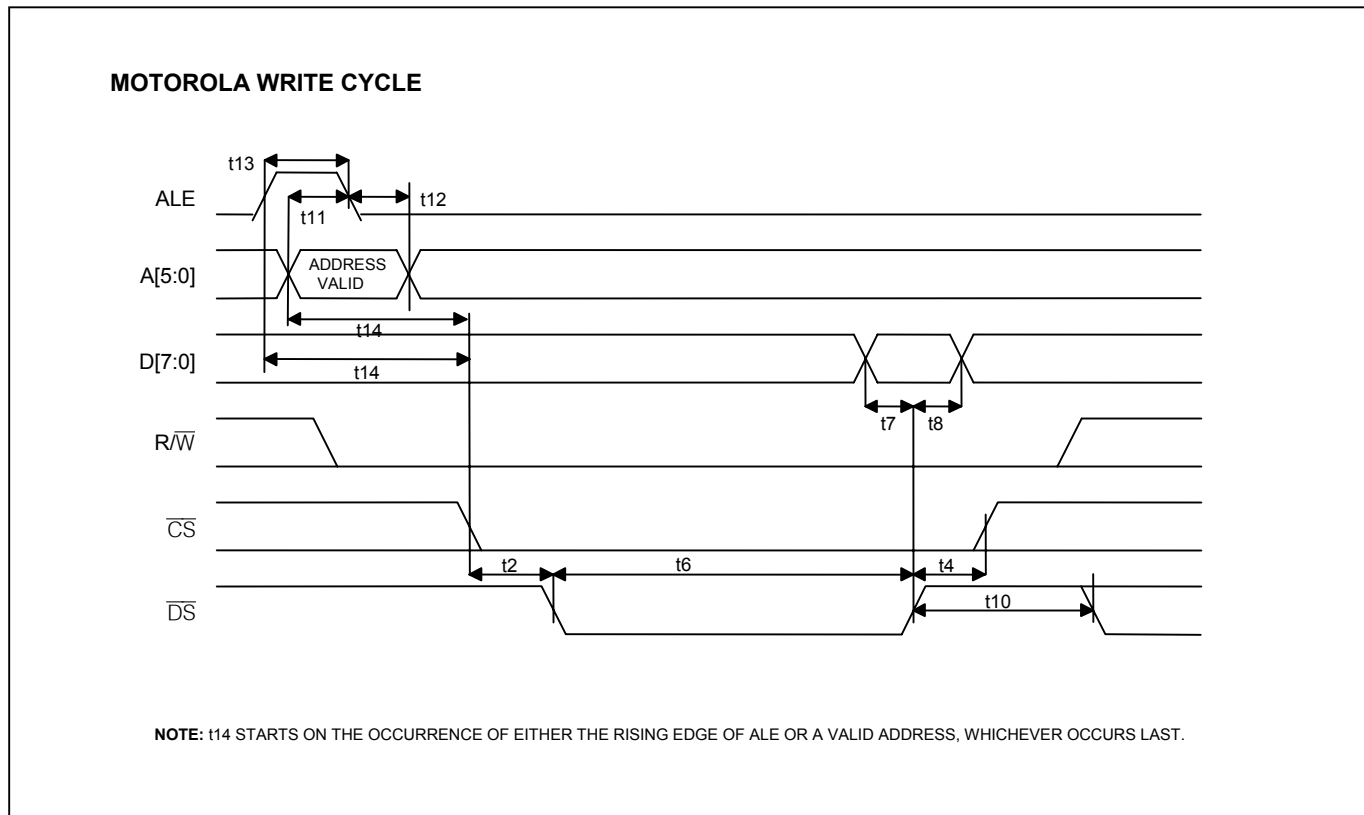 MOTOROLA WRITE CYCLE
t13
ALE
t11
t12
A[5:0]
ADDRESS
VALID
t14
D[7:0]
t14
t7
t8
R/W̅
C̅S̅
t2
t6
t4
D̅S̅
t10
NOTE: t14 STARTS ON THE OCCURRENCE OF EITHER THE RISING EDGE OF ALE OR A VALID ADDRESS, WHICHEVER OCCURS LAST.